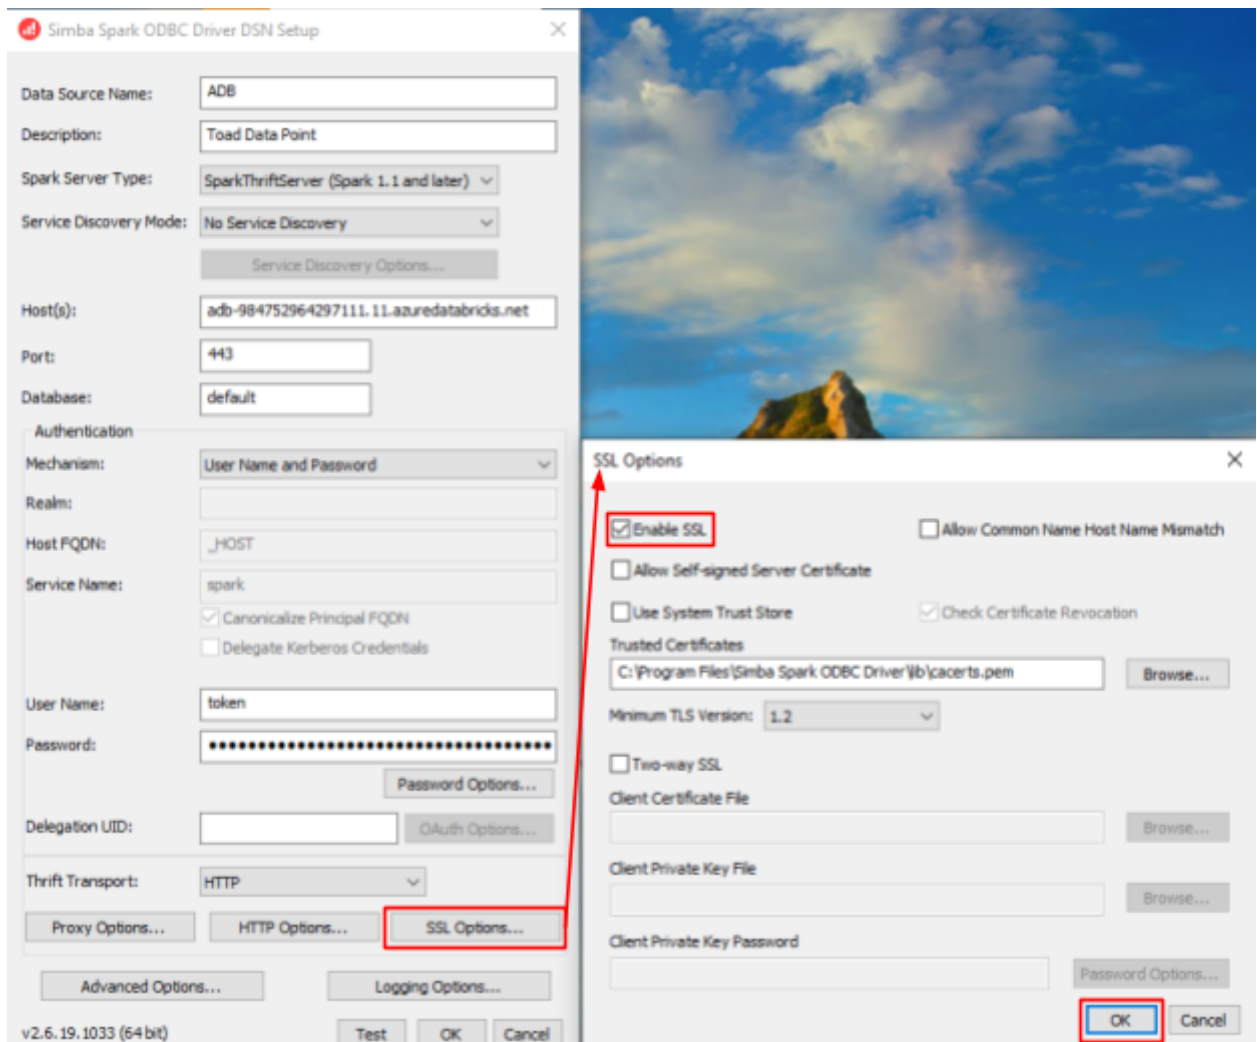 Simba Spark ODBC Driver DSN Setup
Data Source Name: ADB
Description: Toad Data Point
Spark Server Type: SparkThriftServer (Spark 1.1 and later)
Service Discovery Mode: No Service Discovery
Service Discovery Options...
Host(s): adb-984752964297111.11.azuredatabricks.net
Port: 443
Database: default
Authentication
Mechanism: User Name and Password
Realm:
Host FQDN: _HOST
Service Name: spark
Canonicalize Principal FQDN
Delegate Kerberos Credentials
User Name: token
Password: ••••••••••••••••••••••••••••••••••
Password Options...
Delegation UID: OAuth Options...
Thrift Transport: HTTP
Proxy Options... HTTP Options... SSL Options...
Advanced Options... Logging Options...
v2.6.19.1033 (64 bit) Test OK Cancel
SSL Options
Enable SSL Allow Common Name Host Name Mismatch
Allow Self-signed Server Certificate
Use System Trust Store Check Certificate Revocation
Trusted Certificates
C:\Program Files\Simba Spark ODBC Driver\lib\cacerts.pem Browse...
Minimum TLS Version: 1.2
Two-way SSL
Client Certificate File
Browse...
Client Private Key File
Browse...
Client Private Key Password
Password Options...
OK Cancel